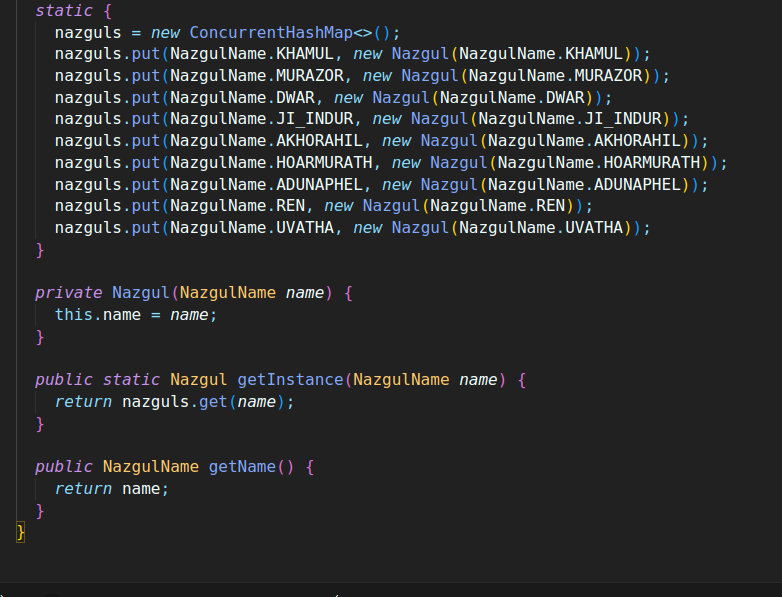 static {
nazguls = new ConcurrentHashMap<>();
nazguls.put(NazgulName.KHAMUL, new Nazgul(NazgulName.KHAMUL));
nazguls.put(NazgulName.MURAZOR, new Nazgul(NazgulName.MURAZOR));
nazguls.put(NazgulName.DWAR, new Nazgul(NazgulName.DWAR));
nazguls.put(NazgulName.JI_INDUR, new Nazgul(NazgulName.JI_INDUR));
nazguls.put(NazgulName.AKHORAHIL, new Nazgul(NazgulName.AKHORAHIL));
nazguls.put(NazgulName.HOARMURATH, new Nazgul(NazgulName.HOARMURATH));
nazguls.put(NazgulName.ADUNAPHEL, new Nazgul(NazgulName.ADUNAPHEL));
nazguls.put(NazgulName.REN, new Nazgul(NazgulName.REN));
nazguls.put(NazgulName.UVATHA, new Nazgul(NazgulName.UVATHA));
}
private Nazgul(NazgulName name) {
this.name = name;
}
public static Nazgul getInstance(NazgulName name) {
return nazguls.get(name);
}
public NazgulName getName() {
return name;
}
}